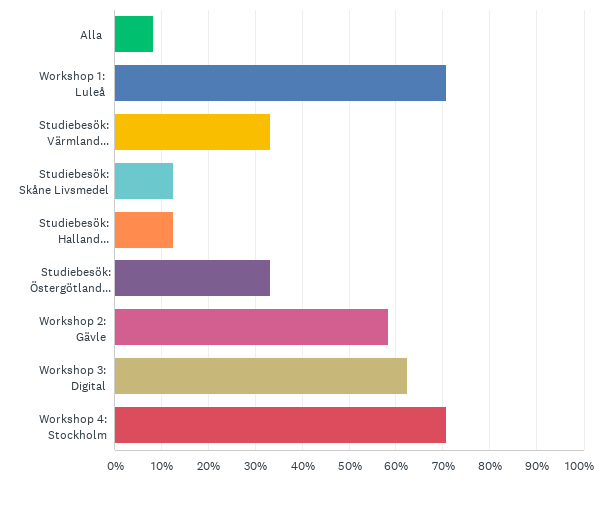 Alla
Workshop 1:
Luleå
Studiebesök:
Värmland...
Studiebesök:
Skåne Livsmedel
Studiebesök:
Halland...
Studiebesök:
Östergötland...
Workshop 2:
Gävle
Workshop 3:
Digital
Workshop 4:
Stockholm
0% 10% 20% 30% 40% 50% 60% 70% 80% 90% 100%